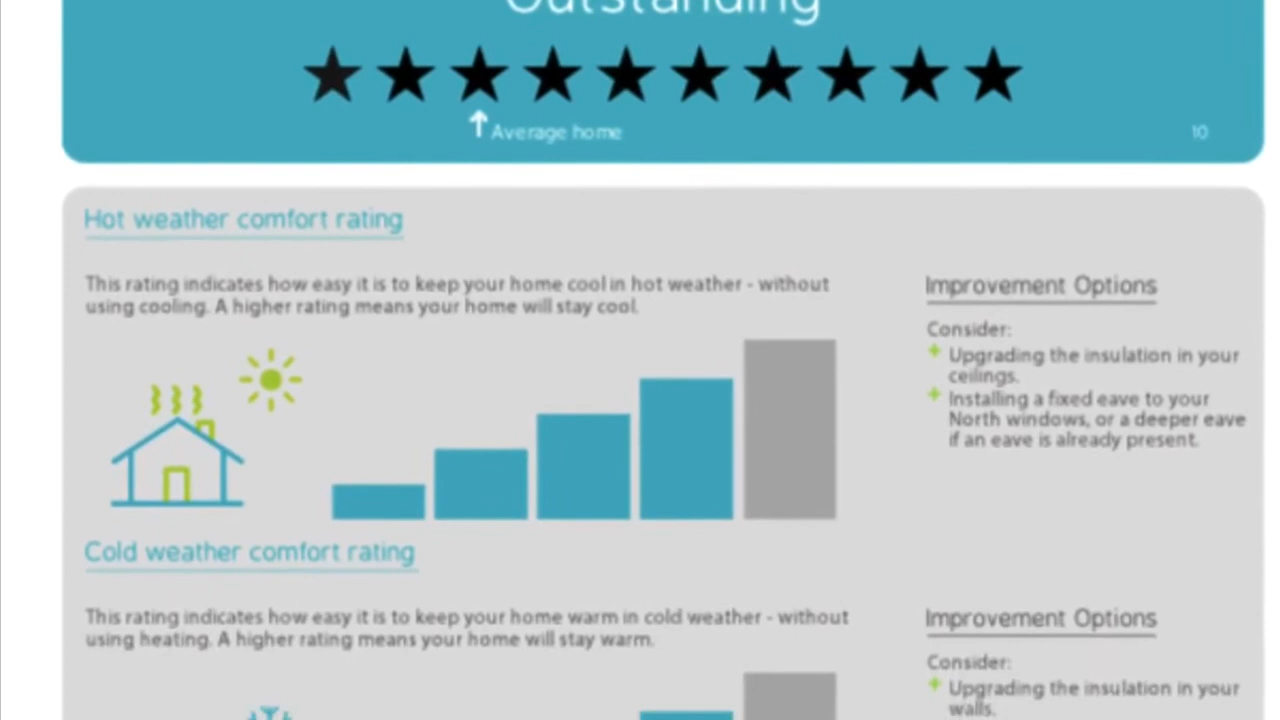 Outstanding
Average home
10
Hot weather comfort rating
This rating indicates how easy it is to keep your home cool in hot weather - without
using cooling. A higher rating means your home will stay cool.
Improvement Options
Consider:
Upgrading the insulation in your
ceilings.
Installing a fixed eave to your
North windows, or a deeper eave
if an eave is already present.
Cold weather comfort rating
This rating indicates how easy it is to keep your home warm in cold weather - without
using heating. A higher rating means your home will stay warm.
Improvement Options
Consider:
Upgrading the insulation in your
walls.